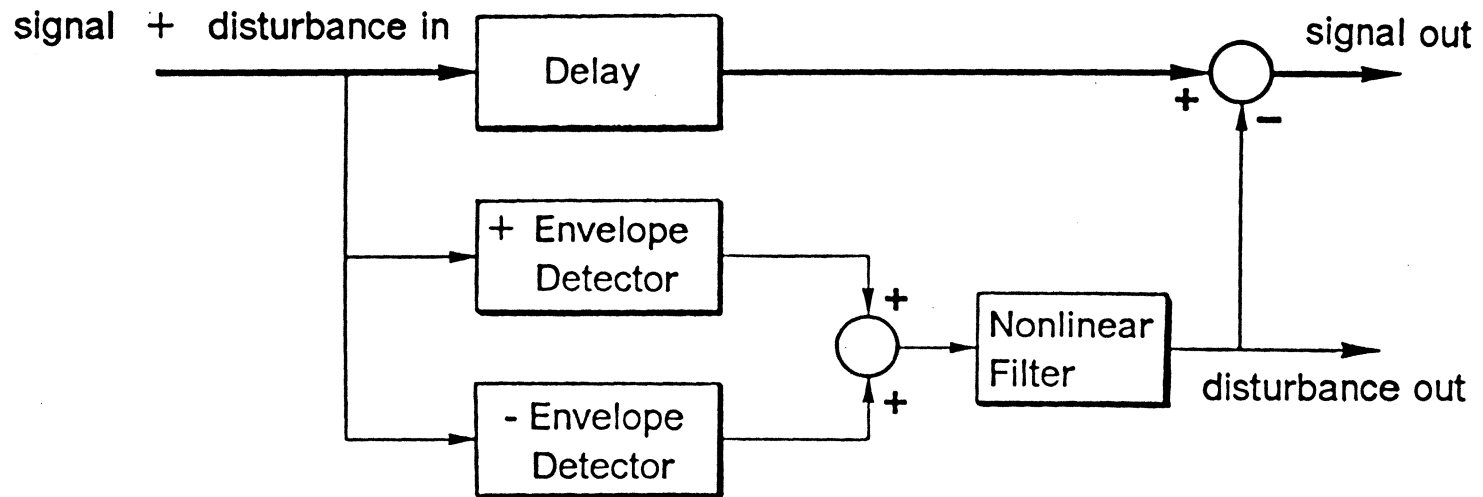 signal + disturbance in
Delay
signal out
+
-
+ Envelope
Detector
+
Nonlinear
Filter
+
disturbance out
- Envelope
Detector